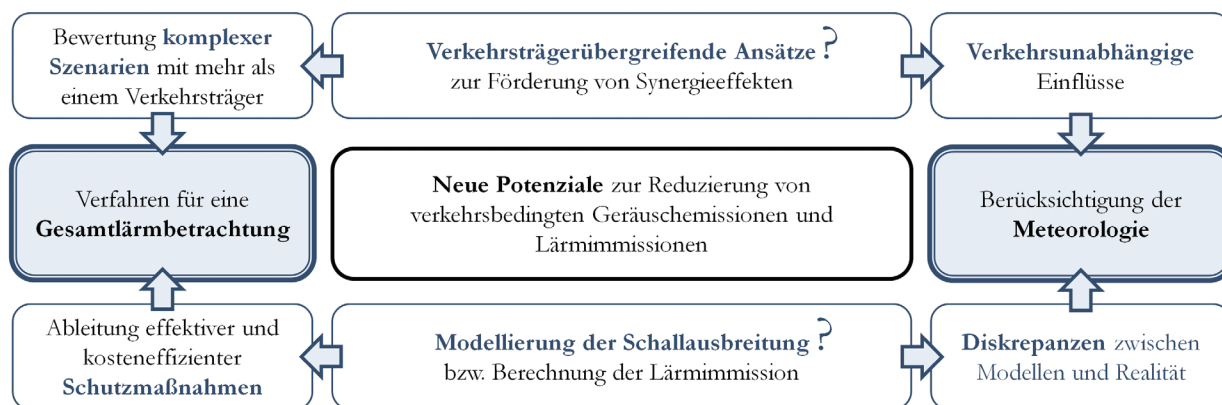 Bewertung komplexer
Szenarien mit mehr als
einem Verkehrsträger
Verkehrsträgerübergreifende Ansätze ?
zur Förderung von Synergieeffekten
Verkehrsunabhängige
Einflüsse
Verfahren für eine
Gesamtlärmbetrachtung
Neue Potenziale zur Reduzierung von
verkehrsbedingten Geräuschemissionen und
Lärmimmissionen
Berücksichtigung der
Meteorologie
Ableitung effektiver und
kosteneffizienter
Schutzmaßnahmen
Modellierung der Schallausbreitung ?
bzw. Berechnung der Lärmimmission
Diskrepanzen zwischen
Modellen und Realität